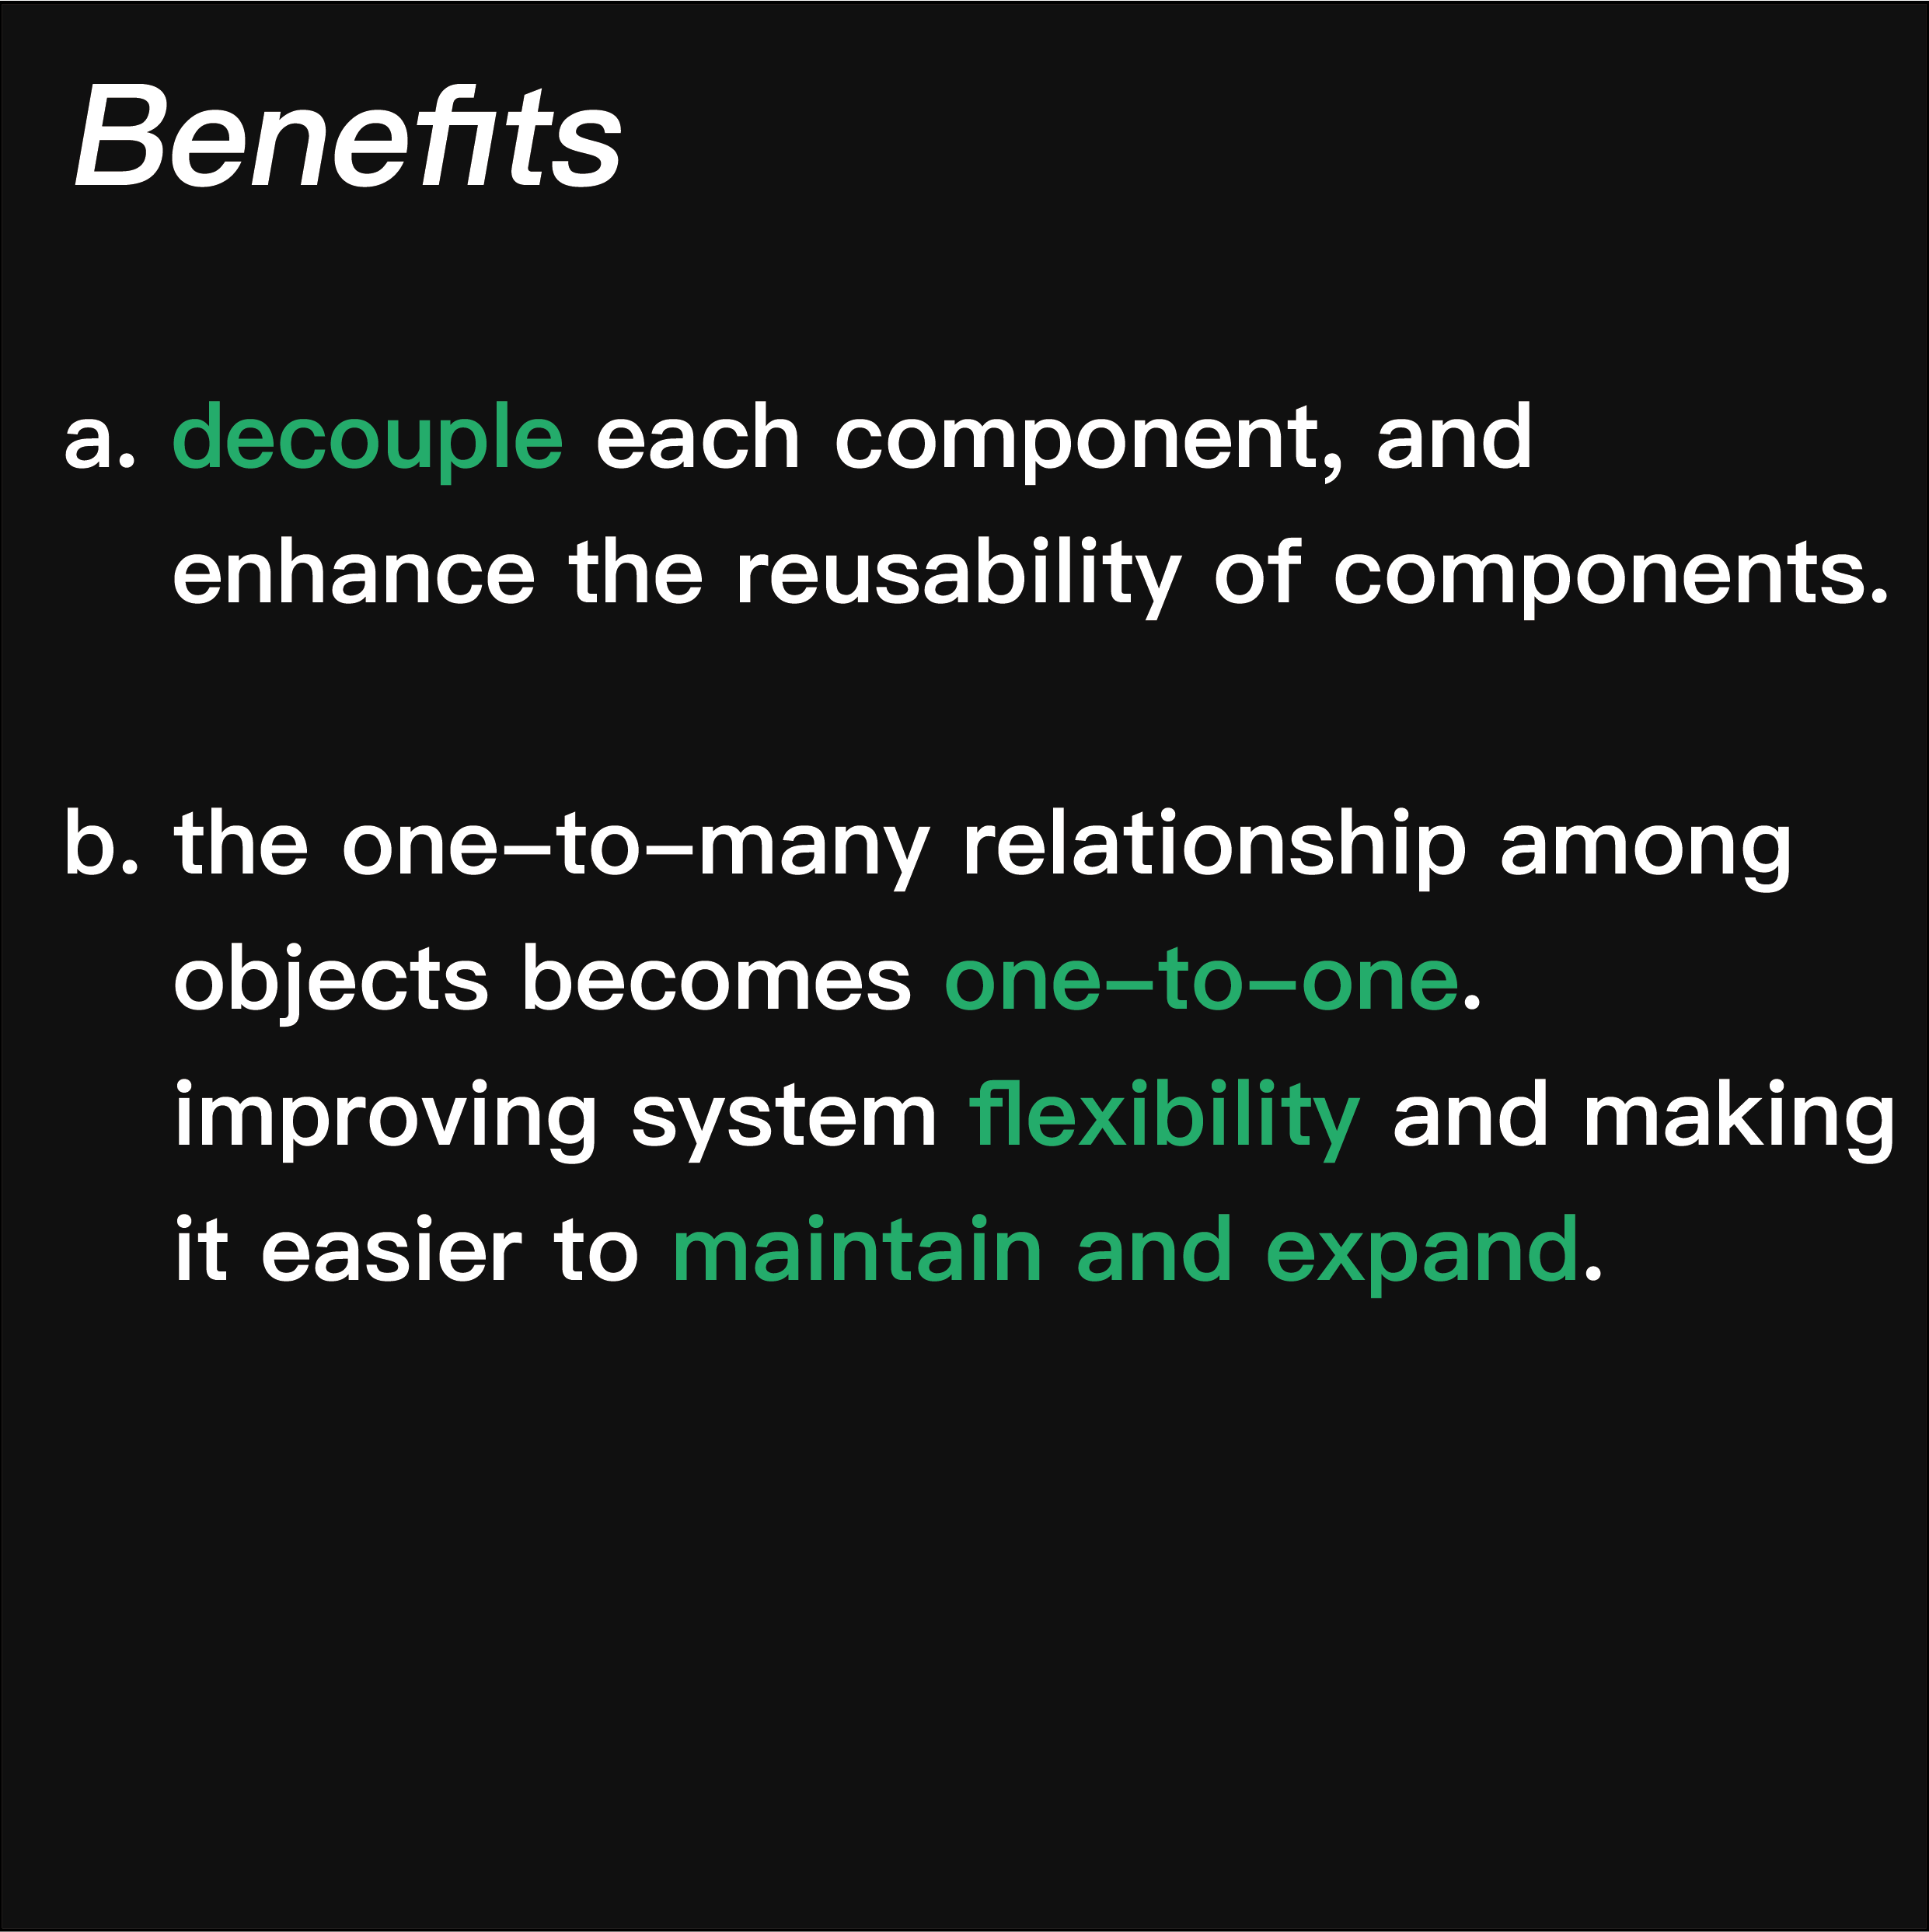 Benefits
a. decouple each component, and
enhance the reusability of components.
b. the one–to–many relationship among
objects becomes one–to–one.
improving system flexibility and making
it easier to maintain and expand.